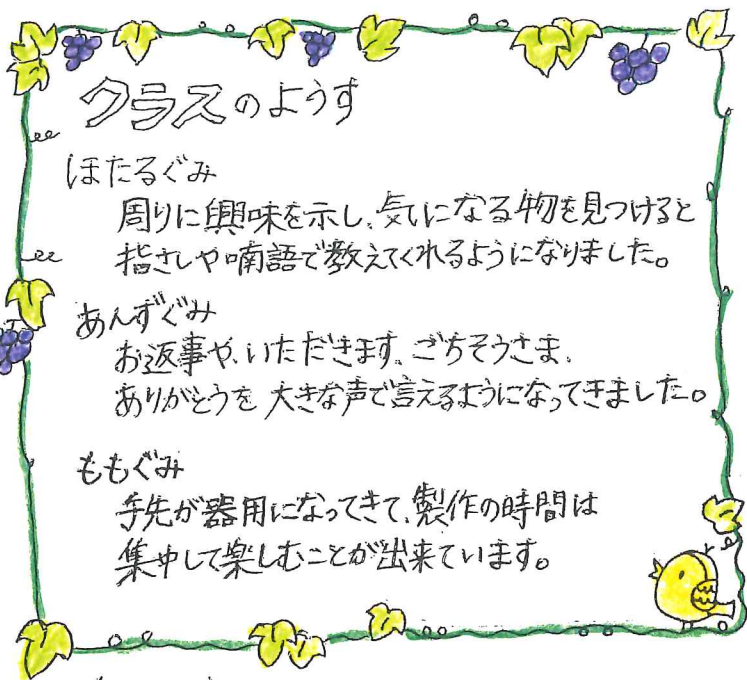 クラスのようす
ほたるぐみ
周りに興味を示し、気になる物を見つけると
指さしや喃語で教えてくれるようになりました。
あんずぐみ
お返事や、いただきます、ごちそうさま、
ありがとうを大きな声で言えるようになってきました。
ももぐみ
手先が器用になってきて、製作の時間は
集中して楽しむことが出来ています。